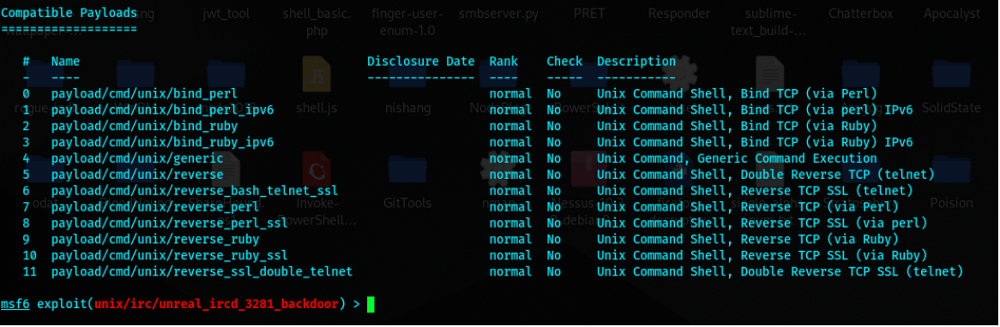 Compatible Payloads
===================
jwt_tool shell_basic.php finger-user-enum-1.0 smbserver.py PRET Responder sublime-text_build-... Chatterbox Apocalyst
# Name Disclosure Date Rank Check Description
- ---- --------------- ---- ----- -----------
0 payload/cmd/unix/bind_perl normal No Unix Command Shell, Bind TCP (via Perl)
1 payload/cmd/unix/bind_perl_ipv6 normal No Unix Command Shell, Bind TCP (via perl) IPv6
shell.js nishang SolidState
2 payload/cmd/unix/bind_ruby normal No Unix Command Shell, Bind TCP (via Ruby)
3 payload/cmd/unix/bind_ruby_ipv6 normal No Unix Command Shell, Bind TCP (via Ruby) IPv6
4 payload/cmd/unix/generic normal No Unix Command, Generic Command Execution
5 payload/cmd/unix/reverse normal No Unix Command Shell, Double Reverse TCP (telnet)
6 payload/cmd/unix/reverse_bash_telnet_ssl normal No Unix Command Shell, Reverse TCP SSL (telnet)
7 payload/cmd/unix/reverse_perl normal No Unix Command Shell, Reverse TCP (via Perl)
Invoke-PowerShell... GitTools Poision
8 payload/cmd/unix/reverse_perl_ssl normal No Unix Command Shell, Reverse TCP SSL (via perl)
9 payload/cmd/unix/reverse_ruby normal No Unix Command Shell, Reverse TCP (via Ruby)
10 payload/cmd/unix/reverse_ruby_ssl normal No Unix Command Shell, Reverse TCP SSL (via Ruby)
11 payload/cmd/unix/reverse_ssl_double_telnet normal No Unix Command Shell, Double Reverse TCP SSL (telnet)
msf6 exploit(unix/irc/unreal_ircd_3281_backdoor) >